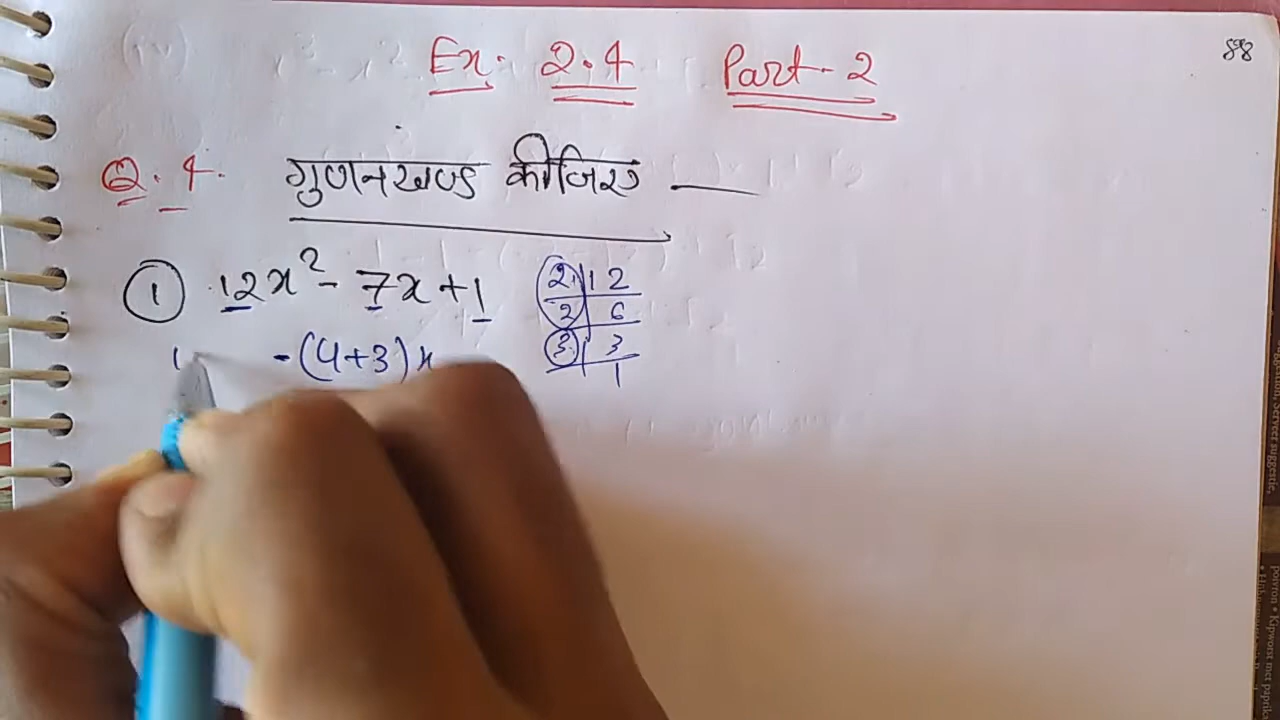 Ex. 2.4 Part-2
Q. 4. गुणनखण्ड कीजिए —
① 12x² - 7x + 1
- (4+3)x
2 | 12
2 | 6
3 | 3
1